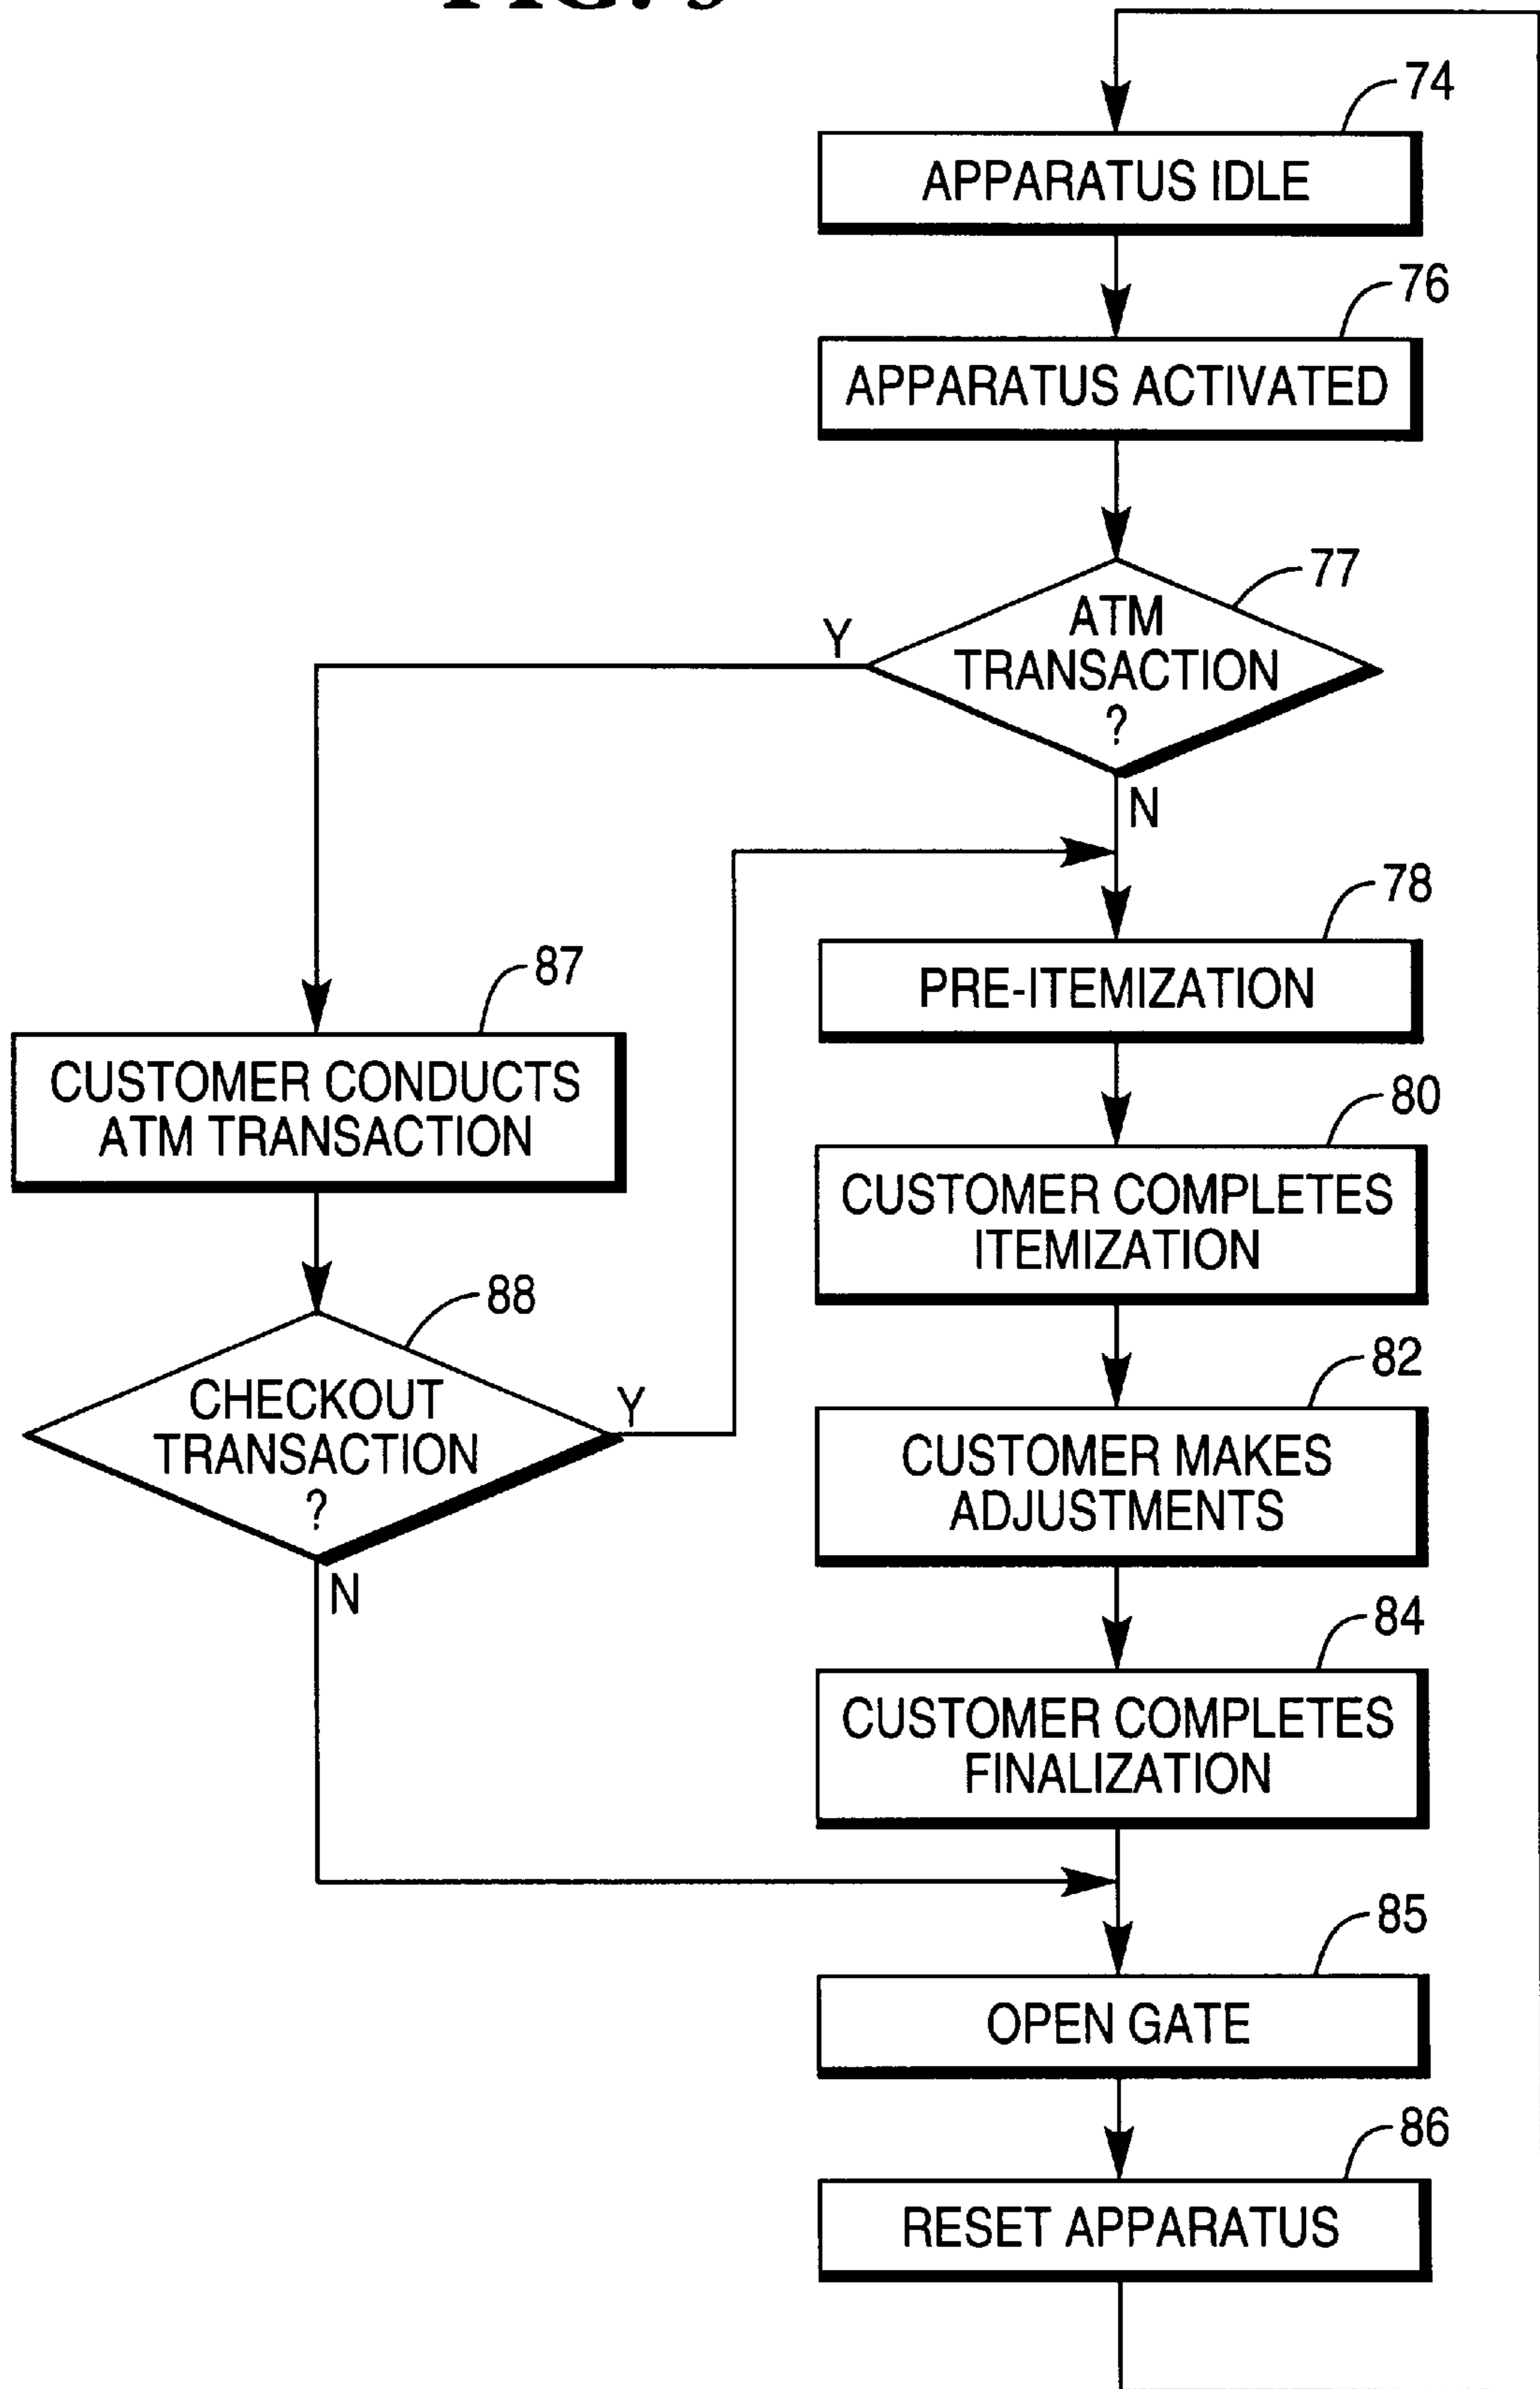 FIG.
74
APPARATUS IDLE
76
APPARATUS ACTIVATED
77
ATM
TRANSACTION
?
Y
N
78
PRE-ITEMIZATION
87
CUSTOMER CONDUCTS
ATM TRANSACTION
80
CUSTOMER COMPLETES
ITEMIZATION
88
CHECKOUT
TRANSACTION
?
Y
N
82
CUSTOMER MAKES
ADJUSTMENTS
84
CUSTOMER COMPLETES
FINALIZATION
85
OPEN GATE
86
RESET APPARATUS